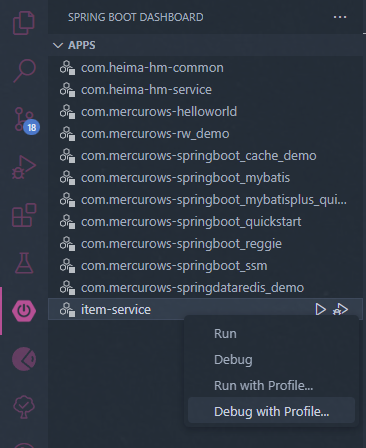 SPRING BOOT DASHBOARD
APPS
com.heima-hm-common
com.heima-hm-service
18
com.mercurows-helloworld
com.mercurows-rw_demo
com.mercurows-springboot_cache_demo
com.mercurows-springboot_mybatis
com.mercurows-springboot_mybatisplus_qui...
com.mercurows-springboot_quickstart
com.mercurows-springboot_reggie
com.mercurows-springboot_ssm
com.mercurows-springdataredis_demo
item-service
Run
Debug
Run with Profile...
Debug with Profile...